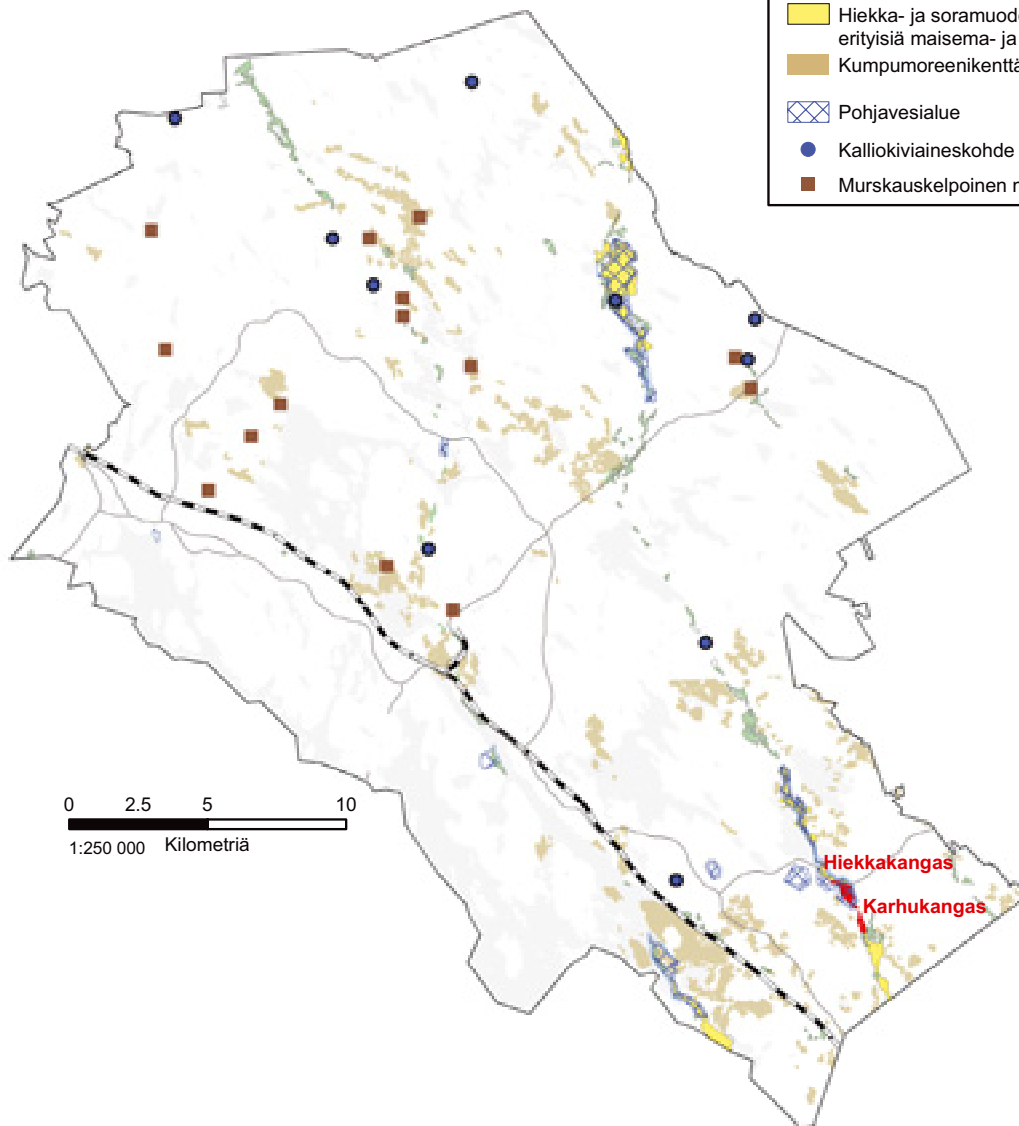 Hiekka- ja soramuodo
erityisiä maisema- ja
Kumpumoreenikenttä
Pohjavesialue
Kalliokiviaineskohde
Murskauskelpoinen
0 2.5 5 10
1:250 000 Kilometriä
Hiekkakangas
Karhukangas